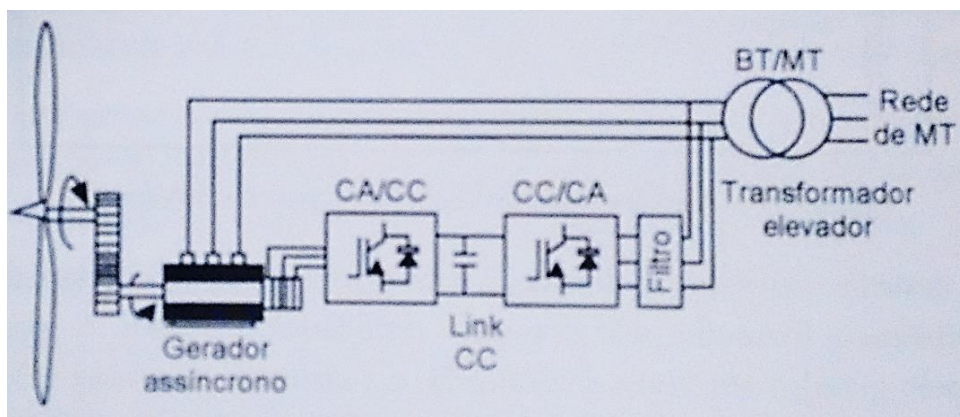 BT/MT
Rede
de MT
Transformador
elevador
CA/CC
CC/CA
Filtro
Link
CC
Gerador
assíncrono